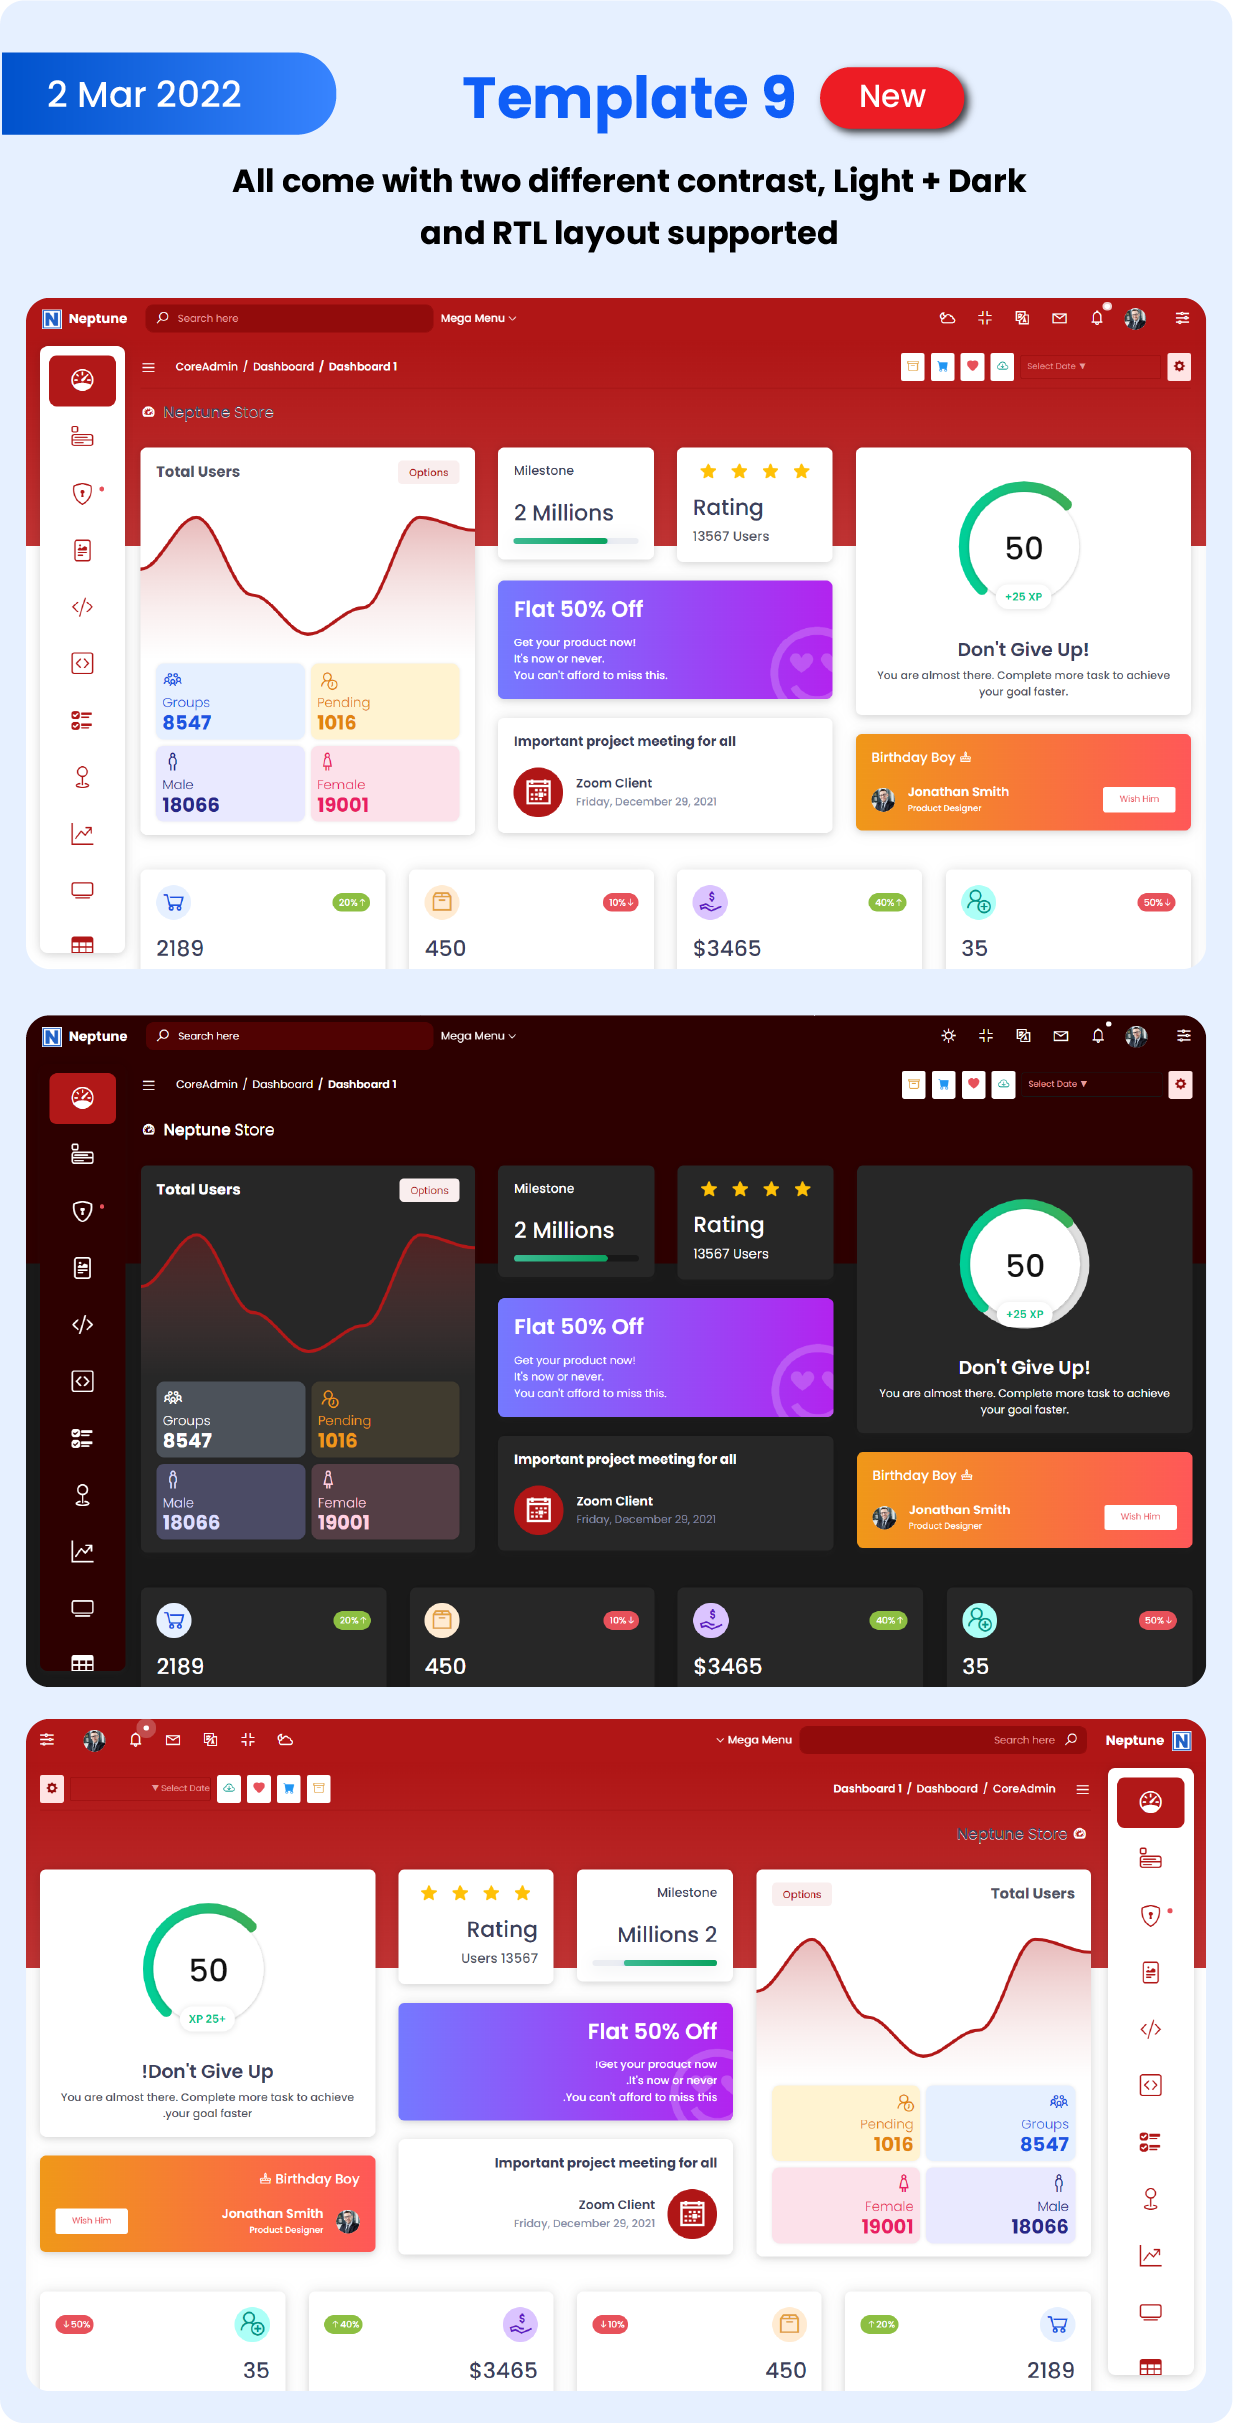 2 Mar 2022
Template 9
New
All come with two different contrast, Light + Dark
and RTL layout supported
Neptune
Search here
Mega Menu
CoreAdmin / Dashboard / Dashboard 1
Select Date ▼
Neptune Store
Total Users
Options
Groups
8547
Pending
1016
Male
18066
Female
19001
Milestone
2 Millions
Rating
13567 Users
Flat 50% Off
Get your product now!
It's now or never.
You can't afford to miss this.
Important project meeting for all
Zoom Client
Friday, December 29, 2021
50
+25 XP
Don't Give Up!
You are almost there. Complete more task to achieve
your goal faster.
Birthday Boy
Jonathan Smith
Product Designer
Wish Him
20%↑
2189
10%↓
450
40%↑
$3465
50%↓
35
Neptune
Search here
Mega Menu
CoreAdmin / Dashboard / Dashboard 1
Select Date ▼
Neptune Store
Total Users
Options
Groups
8547
Pending
1016
Male
18066
Female
19001
Milestone
2 Millions
Rating
13567 Users
Flat 50% Off
Get your product now!
It's now or never.
You can't afford to miss this.
Important project meeting for all
Zoom Client
Friday, December 29, 2021
50
+25 XP
Don't Give Up!
You are almost there. Complete more task to achieve
your goal faster.
Birthday Boy
Jonathan Smith
Product Designer
Wish Him
20%↑
2189
10%↓
450
40%↑
$3465
50%↓
35
Mega Menu
Search here
Neptune
▼ Select Date
Dashboard 1 / Dashboard / CoreAdmin
Neptune Store
50
XP 25+
!Don't Give Up
You are almost there. Complete more task to achieve
.your goal faster
Birthday Boy
Jonathan Smith
Product Designer
Wish Him
Rating
Users 13567
Milestone
Millions 2
Flat 50% Off
!Get your product now
.It's now or never
.You can't afford to miss this
Important project meeting for all
Zoom Client
Friday, December 29, 2021
Options
Total Users
Pending
1016
Groups
8547
Female
19001
Male
18066
↓50%
35
↑40%
$3465
↓10%
450
↑20%
2189